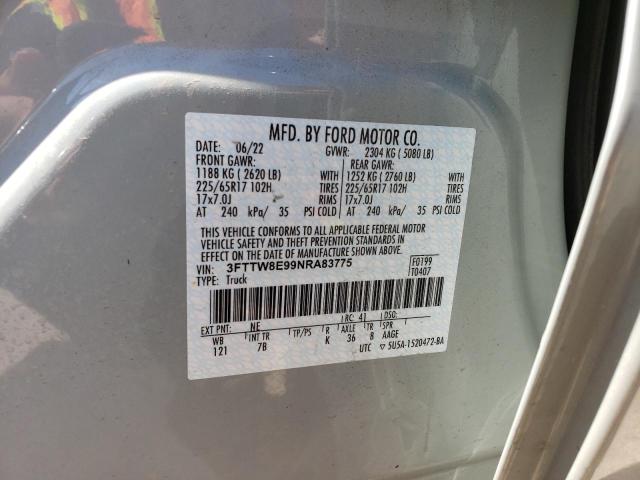 MFD. BY FORD MOTOR CO.
DATE: 06/22 GVWR: 2304 KG ( 5080 LB)
FRONT GAWR: REAR GAWR:
1188 KG ( 2620 LB) WITH 1252 KG ( 2760 LB) WITH
225/65R17 102H TIRES 225/65R17 102H TIRES
17x7.0J RIMS 17x7.0J RIMS
AT 240 kPa/ 35 PSI COLD AT 240 kPa/ 35 PSI COLD
THIS VEHICLE CONFORMS TO ALL APPLICABLE FEDERAL MOTOR
VEHICLE SAFETY AND THEFT PREVENTION STANDARDS IN
EFFECT ON THE DATE OF MANUFACTURE SHOWN ABOVE.
VIN: 3FTTW8E99NRA83775 F0199
TYPE: Truck T0407
EXT PNT: NE RC: 41 DSO:
WB INT TR TP/PS R AXLE TR SPR
121 7B K 36 8 AAGE
UTC ▽ 5U5A-1520472-BA